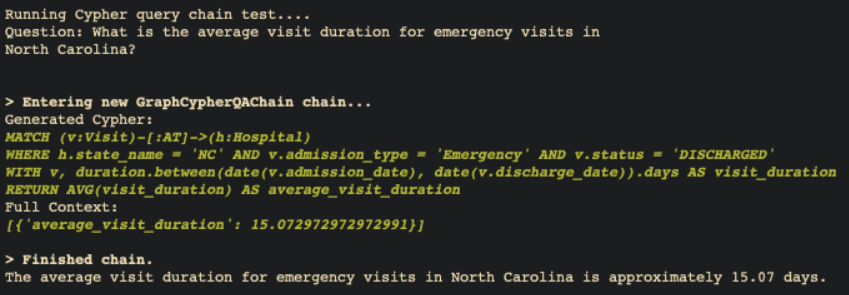 Running Cypher query chain test....
Question: What is the average visit duration for emergency visits in
North Carolina?
> Entering new GraphCypherQAChain chain...
Generated Cypher:
MATCH (v:Visit)-[:AT]->(h:Hospital)
WHERE h.state_name = 'NC' AND v.admission_type = 'Emergency' AND v.status = 'DISCHARGED'
WITH v, duration.between(date(v.admission_date), date(v.discharge_date)).days AS visit_duration
RETURN AVG(visit_duration) AS average_visit_duration
Full Context:
[{'average_visit_duration': 15.072972972972991}]
> Finished chain.
The average visit duration for emergency visits in North Carolina is approximately 15.07 days.